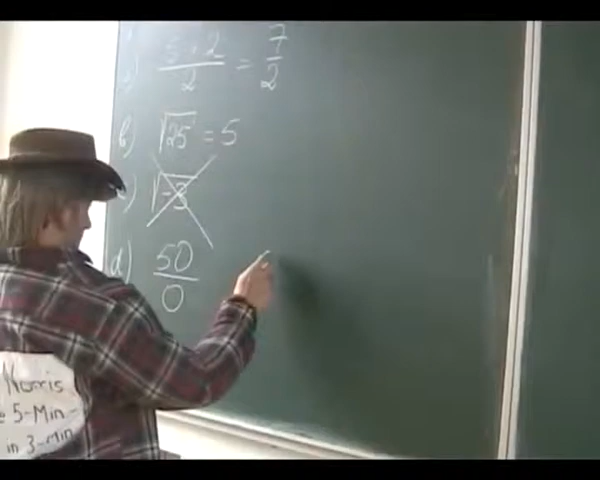 5+2/2 = 7/2
b) √25 = 5
) √-3
d) 50/0
Norris
5-Min-
in 3-min